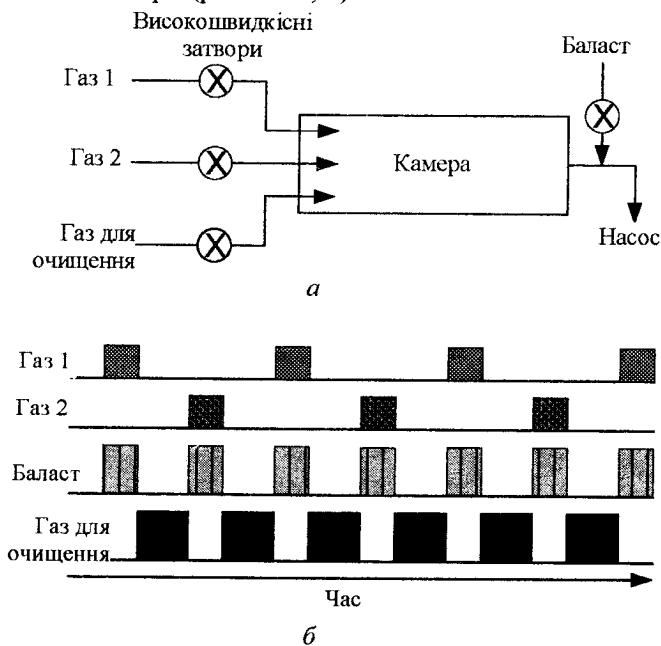 Високошвидкісні
затвори
Баласт
Газ 1
Газ 2
Камера
Газ для
очищення
Насос
а
Газ 1
Газ 2
Баласт
Газ для
очищення
Час
б